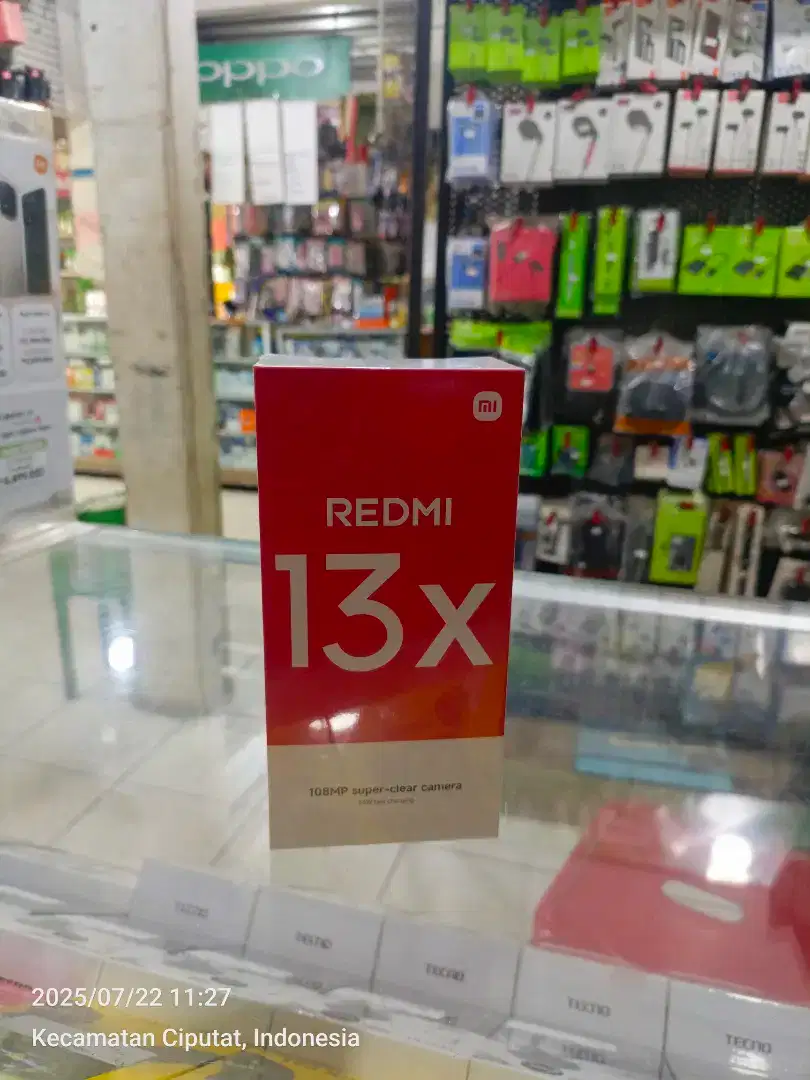 oppo
mi
REDMI
13x
108MP super-clear camera
TECNO
TECNO
TECNO
TECNO
TECNO
2025/07/22 11:27
Kecamatan Ciputat, Indonesia